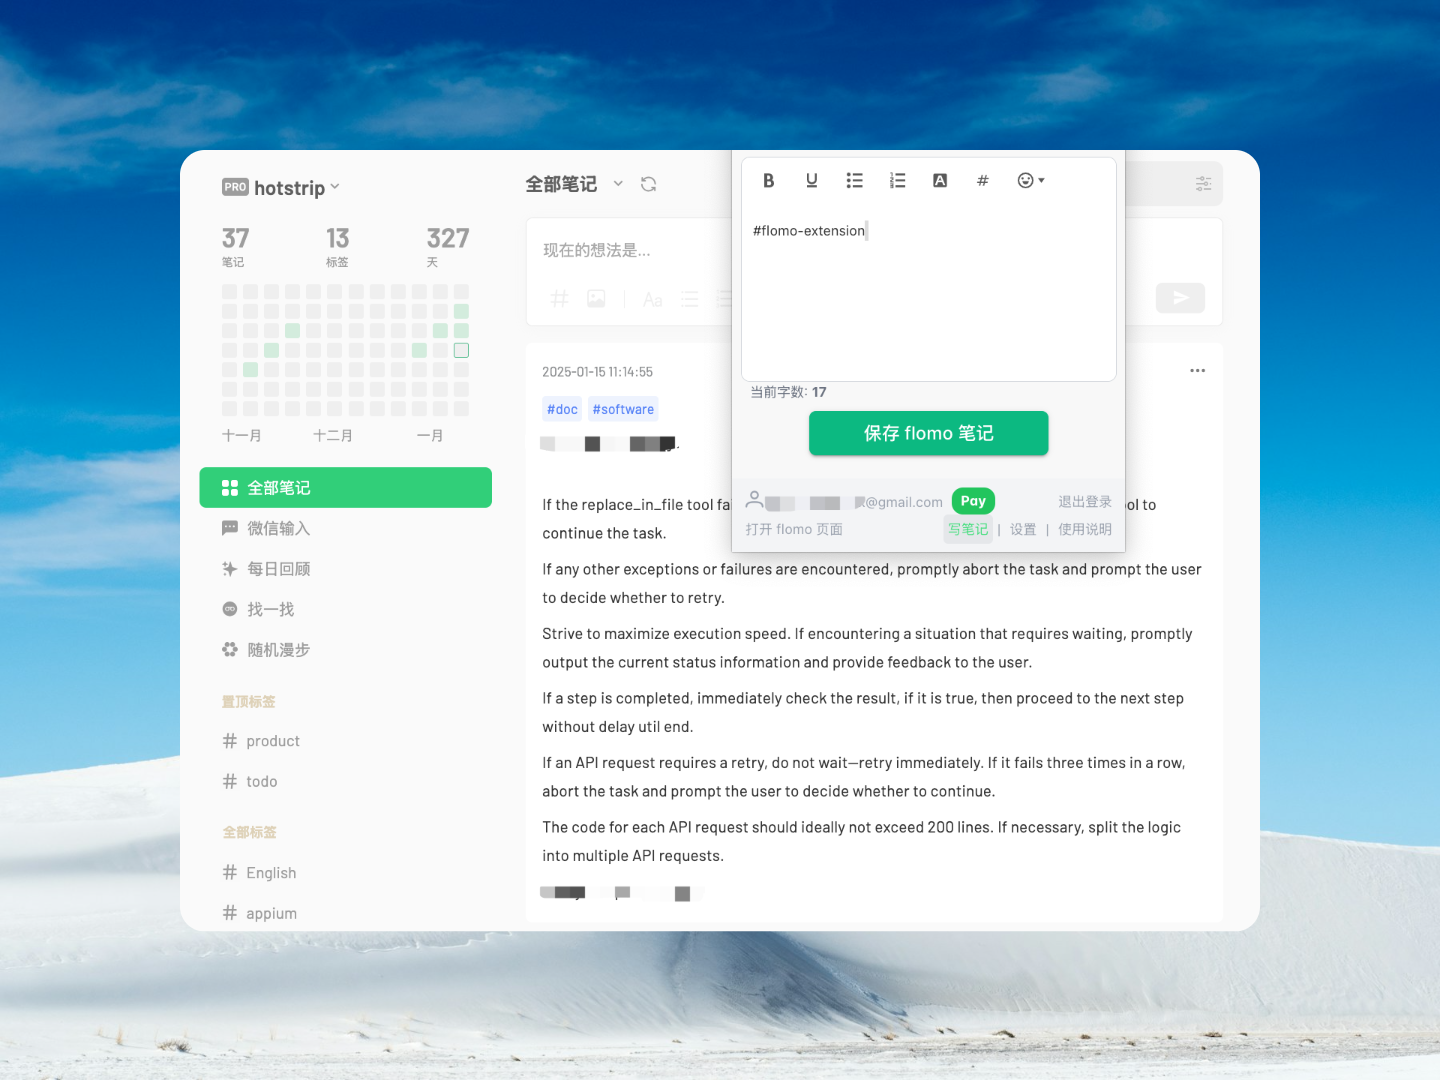 PRO hotstrip
37 13 327
笔记 标签 天
十一月 十二月 一月
全部笔记
微信输入
每日回顾
找一找
随机漫步
置顶标签
# product
# todo
全部标签
# English
# appium
全部笔记
现在的想法是...
Aa
2025-01-15 11:14:55
#doc #software
If the replace_in_file tool fa
ol to
continue the task.
If any other exceptions or failures are encountered, promptly abort the task and prompt the user
to decide whether to retry.
Strive to maximize execution speed. If encountering a situation that requires waiting, promptly
output the current status information and provide feedback to the user.
If a step is completed, immediately check the result, if it is true, then proceed to the next step
without delay util end.
If an API request requires a retry, do not wait—retry immediately. If it fails three times in a row,
abort the task and prompt the user to decide whether to continue.
The code for each API request should ideally not exceed 200 lines. If necessary, split the logic
into multiple API requests.
B U A #
#flomo-extension
当前字数: 17
保存 flomo 笔记
@gmail.com Pay 退出登录
打开 flomo 页面 写笔记 | 设置 | 使用说明